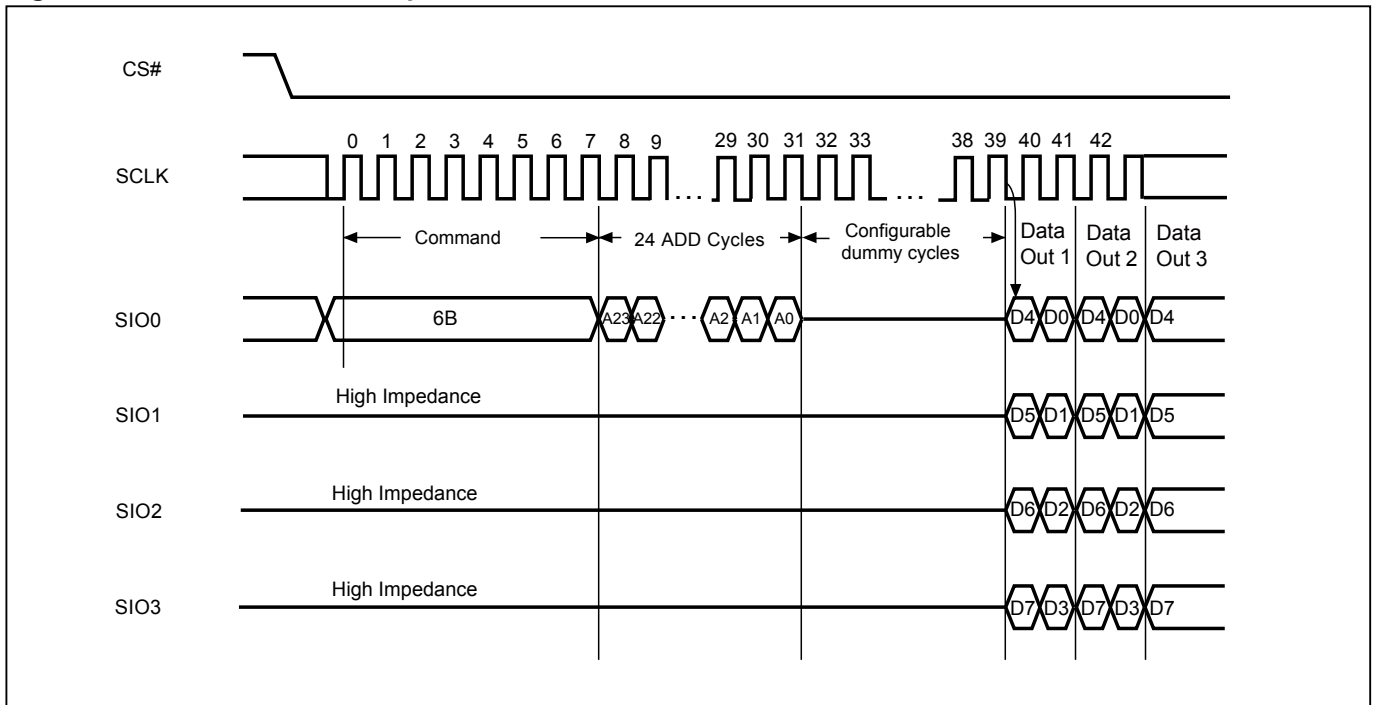 CS#
0 1 2 3 4 5 6 7 8 9 29 30 31 32 33 38 39 40 41 42
SCLK
. . . . . .
Command 24 ADD Cycles Configurable dummy cycles Data Out 1 Data Out 2 Data Out 3
SIO0 6B A23 A22 . . . A2 A1 A0 D4 D0 D4 D0 D4
High Impedance
SIO1 D5 D1 D5 D1 D5
High Impedance
SIO2 D6 D2 D6 D2 D6
High Impedance
SIO3 D7 D3 D7 D3 D7